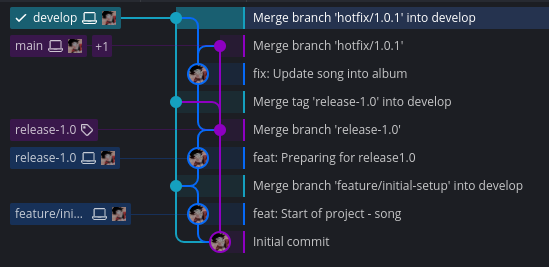 develop Merge branch 'hotfix/1.0.1' into develop
main +1 Merge branch 'hotfix/1.0.1'
fix: Update song into album
Merge tag 'release-1.0' into develop
release-1.0 Merge branch 'release-1.0'
release-1.0 feat: Preparing for release1.0
Merge branch 'feature/initial-setup' into develop
feature/ini... feat: Start of project - song
Initial commit